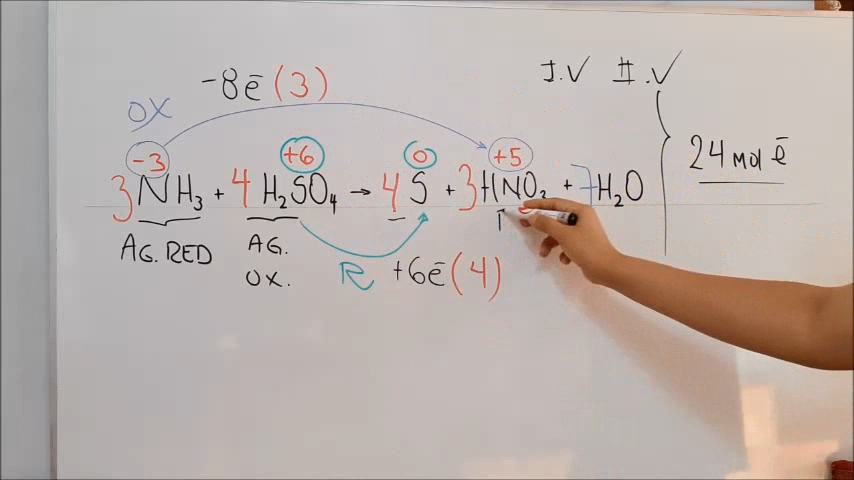 -8ē (3) I.V II.V
OX
-3 +6 0 +5
3NH₃ + 4H₂SO₄ → 4S + 3HNO₃ + 7H₂O 24 mol ē
AG. RED AG.
OX. R +6ē (4)